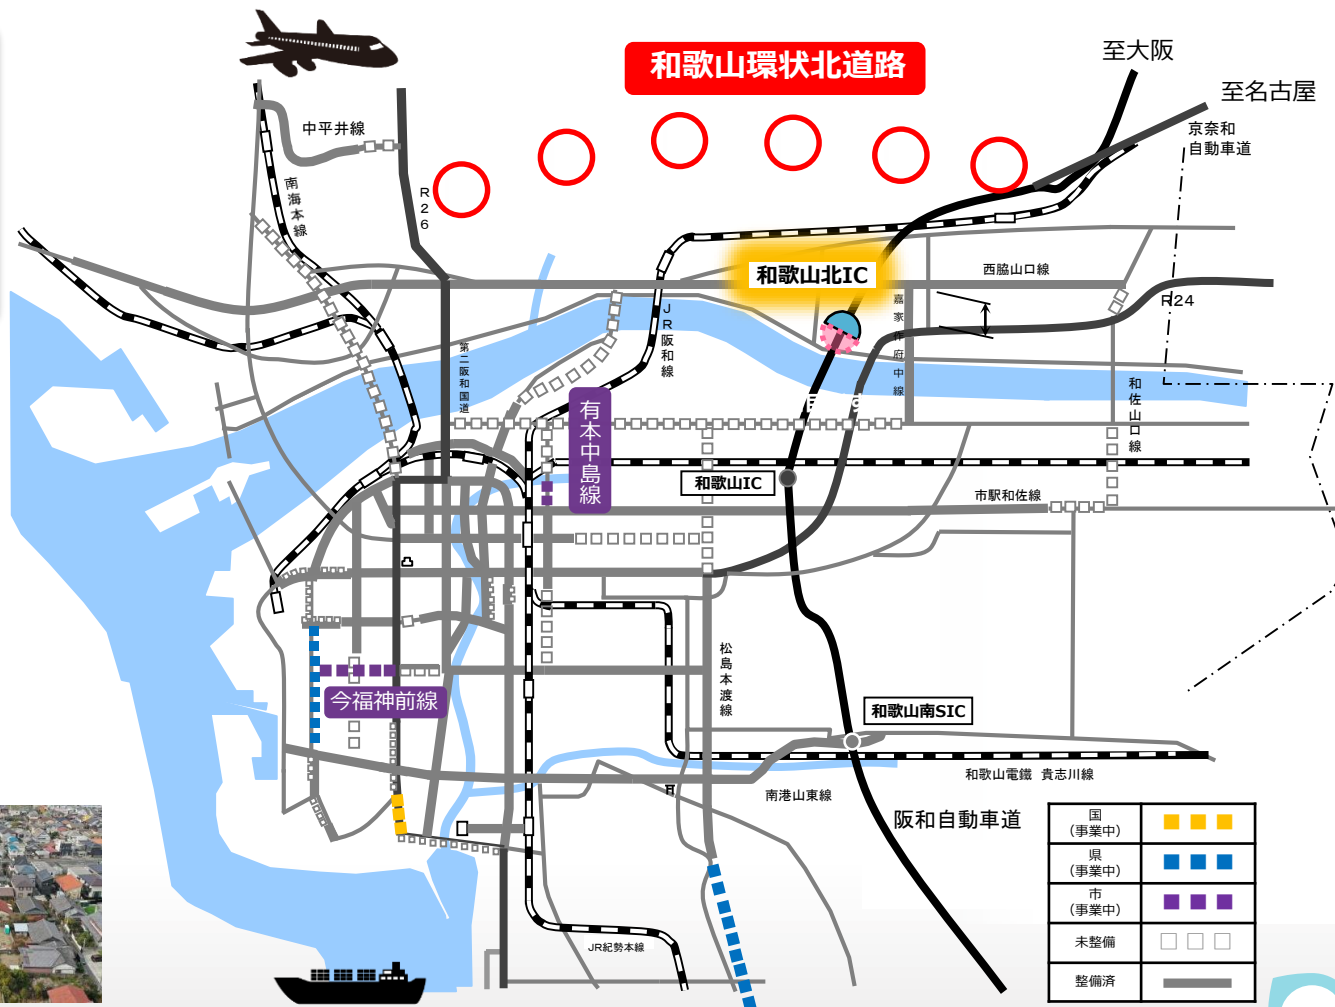 和歌山環状北道路
至大阪
至名古屋
京奈和
自動車道
中平井線
南海本線
R26
和歌山北IC
西脇山口線
R24
嘉家作府中線
JR阪和線
第二阪和国道
和佐山口線
有本中島線
和歌山IC
市駅和佐線
松島本渡線
今福神前線
和歌山南SIC
和歌山電鐵 貴志川線
南港山東線
阪和自動車道
JR紀勢本線
国
(事業中)
県
(事業中)
市
(事業中)
未整備
整備済